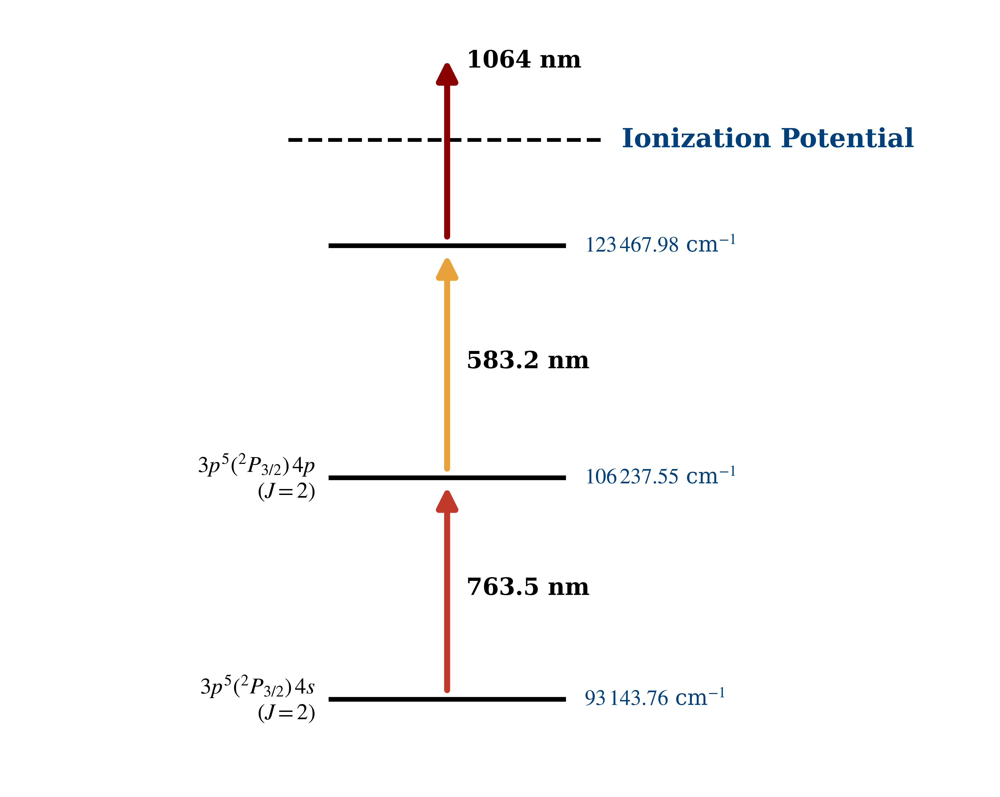 1064 nm
Ionization Potential
123 467.98 cm⁻¹
583.2 nm
3p⁵(²P₃/₂)4p
(J=2)
106 237.55 cm⁻¹
763.5 nm
3p⁵(²P₃/₂)4s
(J=2)
93 143.76 cm⁻¹